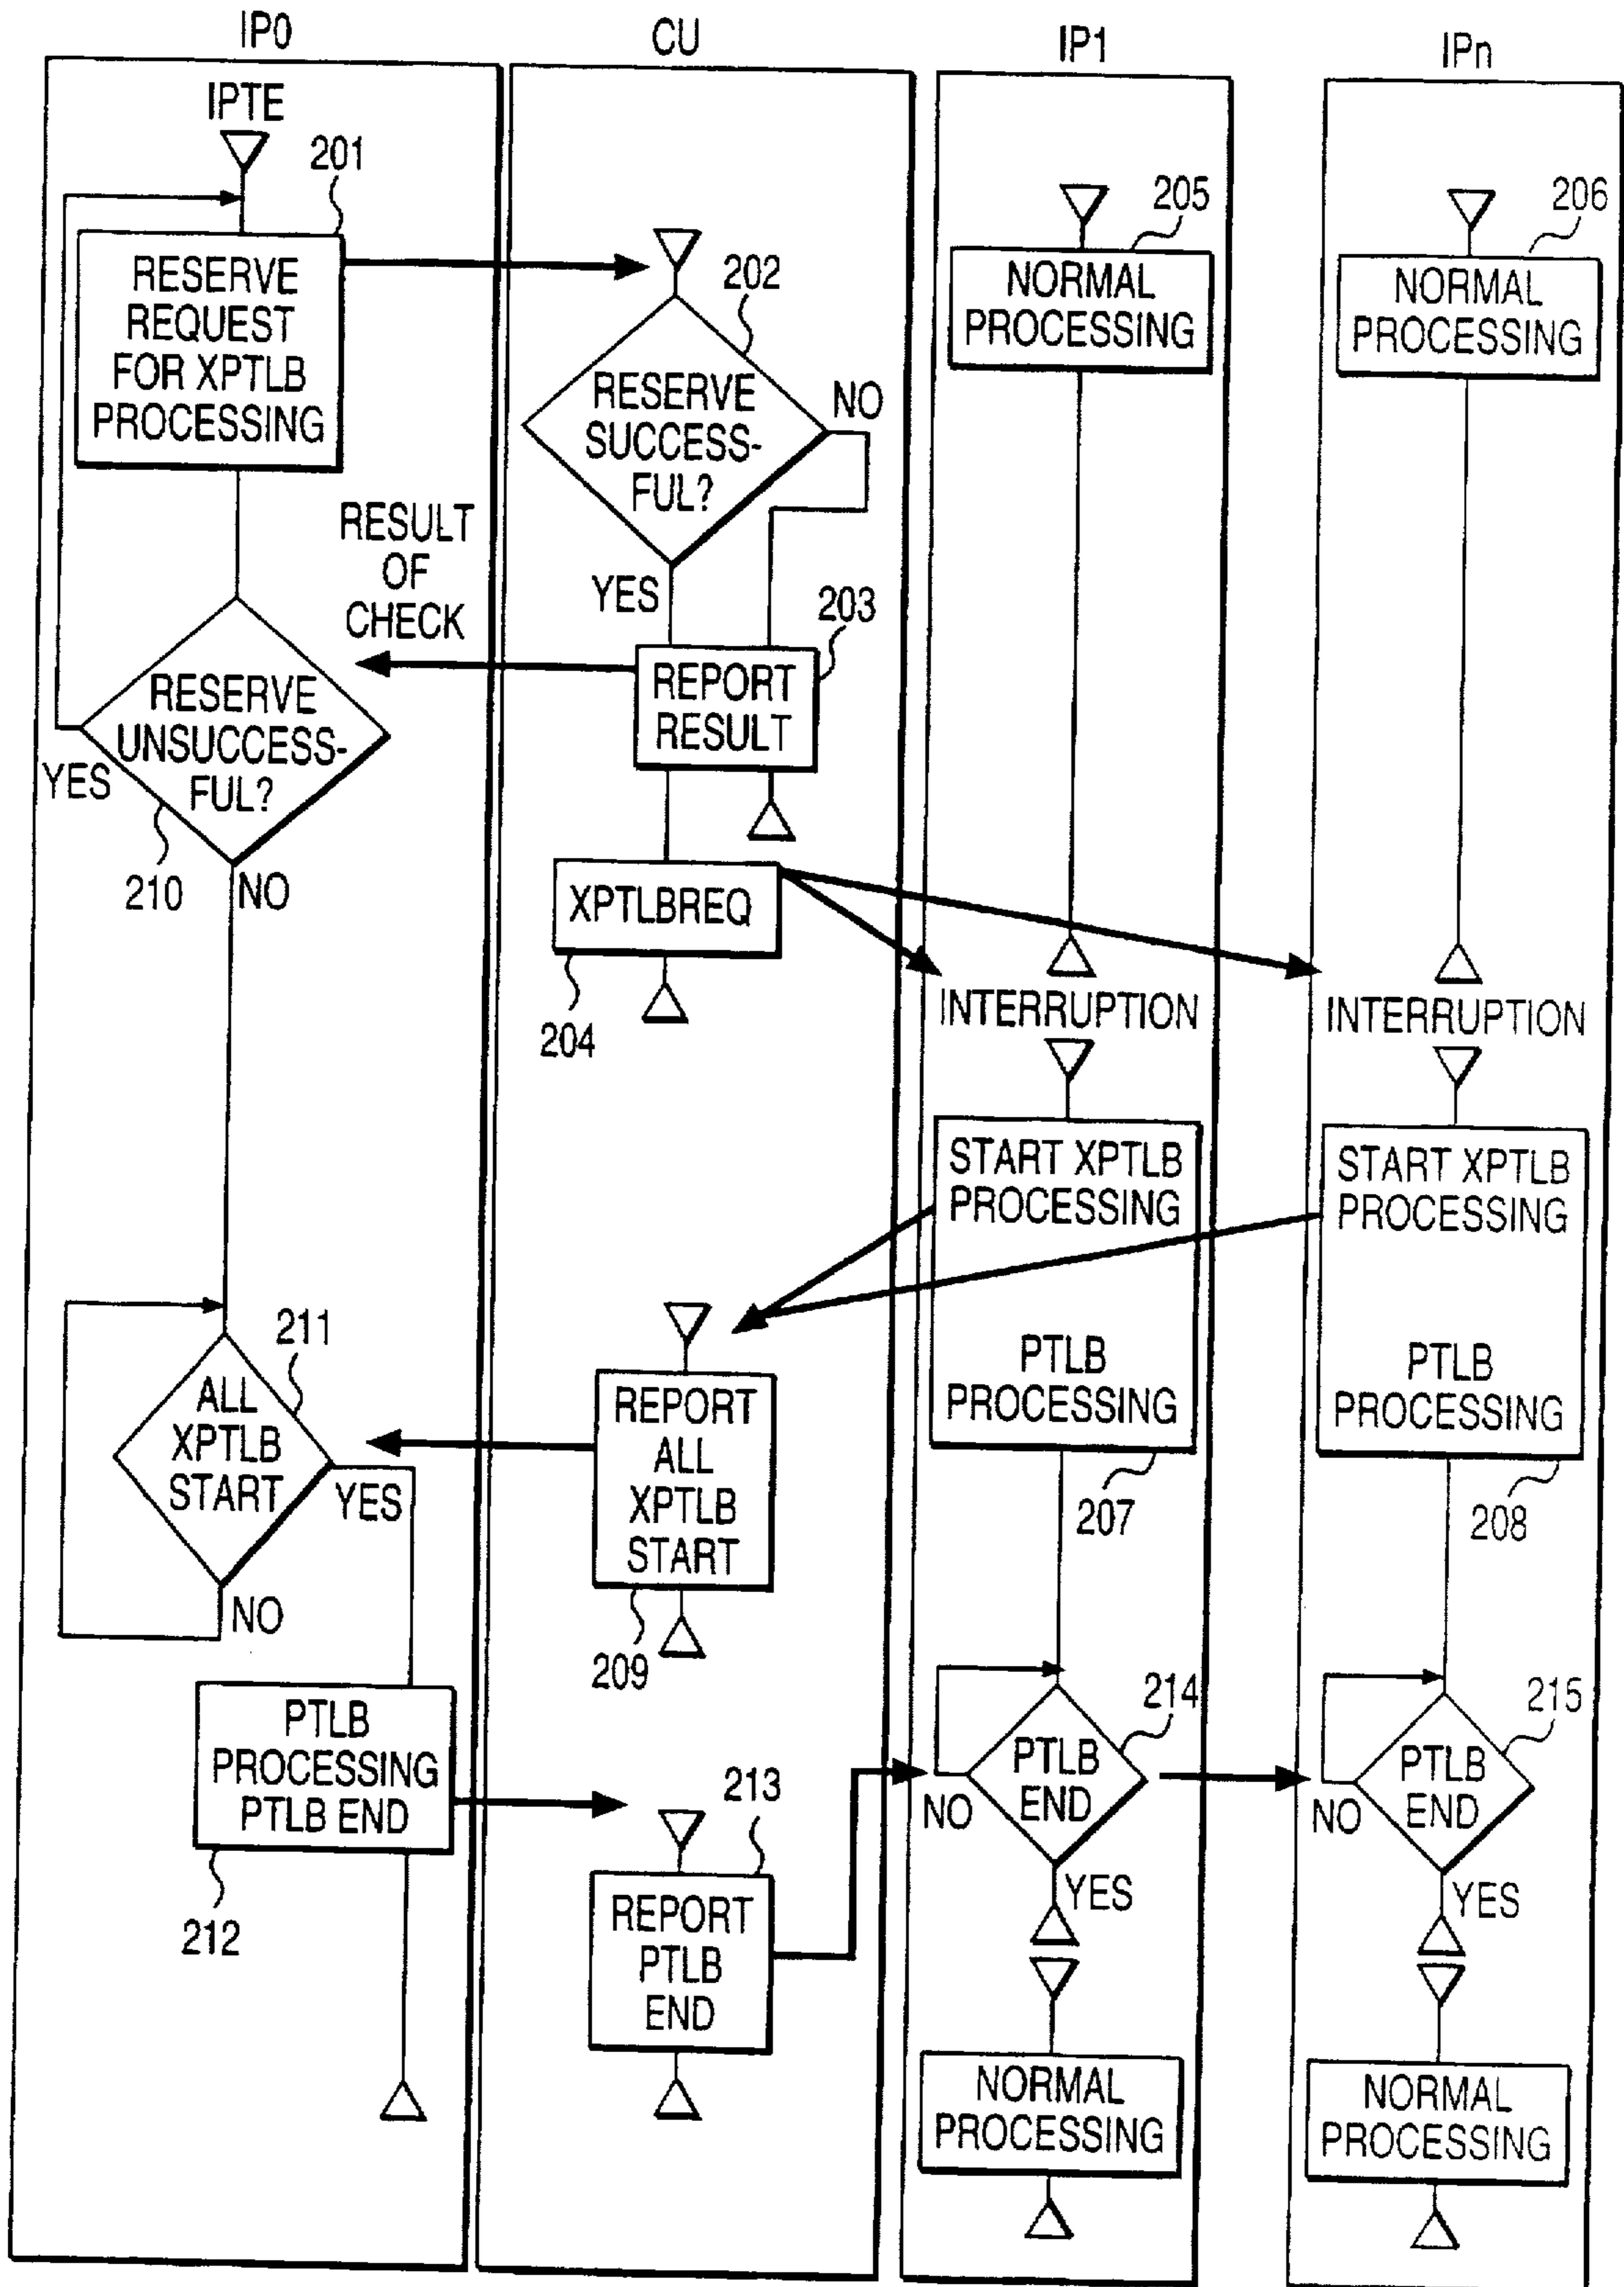 IP0
CU
IP1
IPn
IPTE
201
RESERVE
REQUEST
FOR XPTLB
PROCESSING
202
RESERVE
SUCCESS-
FUL?
NO
YES
205
NORMAL
PROCESSING
206
NORMAL
PROCESSING
RESULT
OF
CHECK
203
REPORT
RESULT
RESERVE
UNSUCCESS-
FUL?
YES
210
NO
XPTLBREQ
204
INTERRUPTION
INTERRUPTION
START XPTLB
PROCESSING
PTLB
PROCESSING
207
START XPTLB
PROCESSING
PTLB
PROCESSING
208
211
ALL
XPTLB
START
YES
NO
REPORT
ALL
XPTLB
START
209
PTLB
PROCESSING
PTLB END
212
213
REPORT
PTLB
END
214
PTLB
END
NO
YES
215
PTLB
END
NO
YES
NORMAL
PROCESSING
NORMAL
PROCESSING